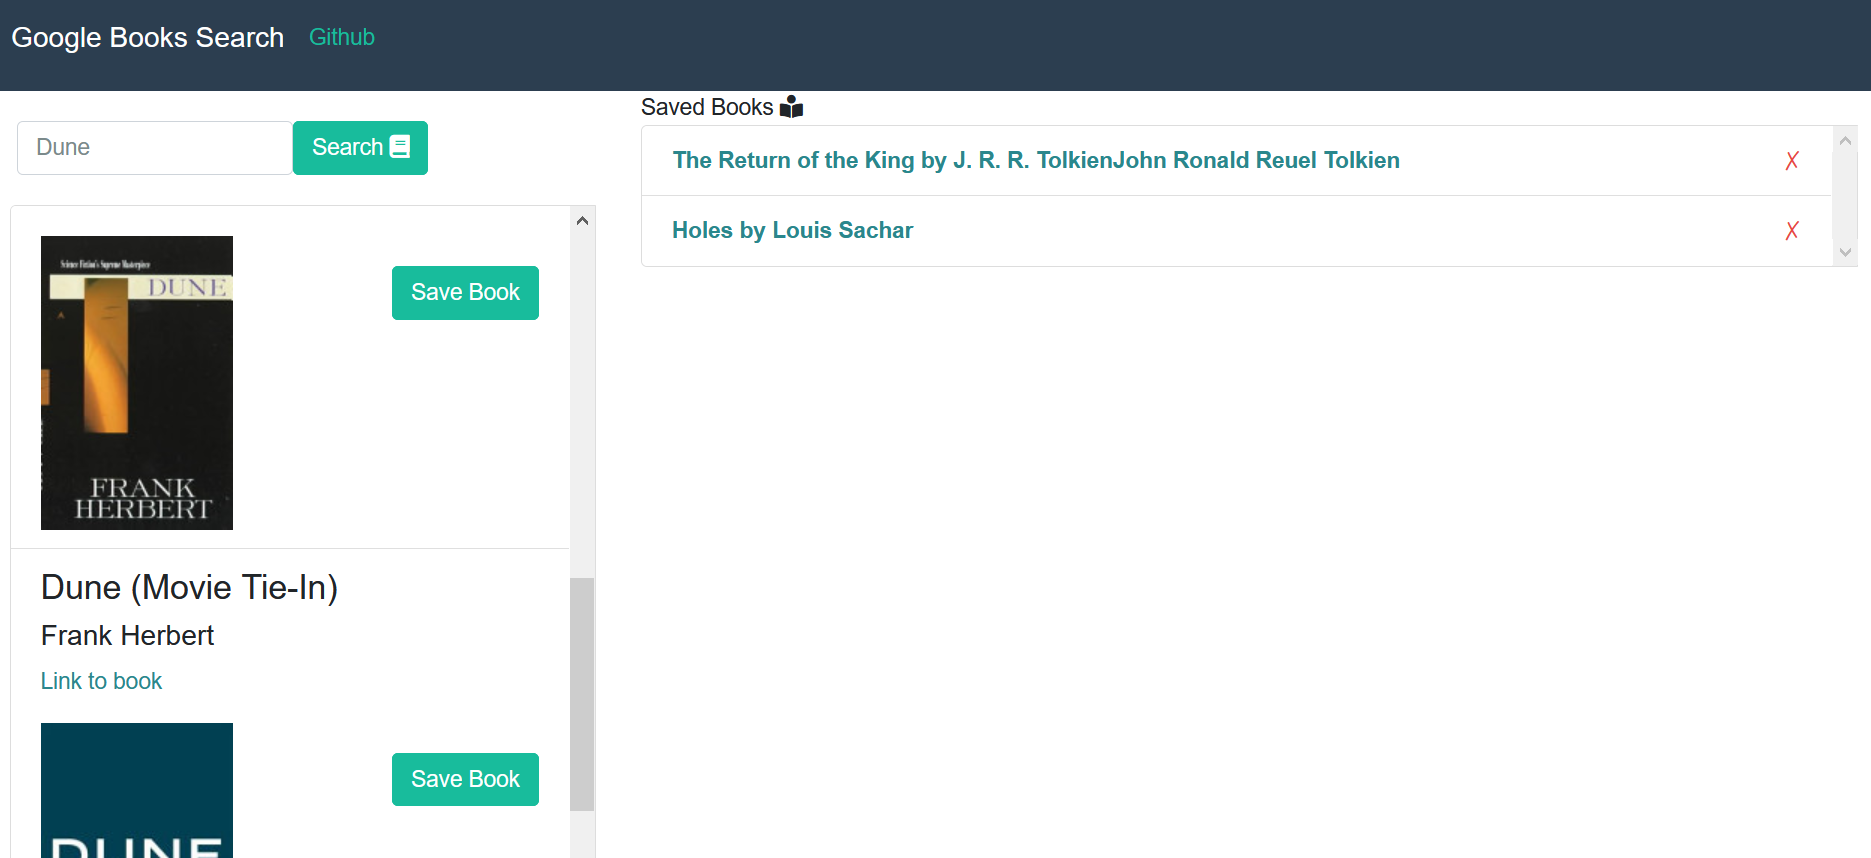 Google Books Search Github
Dune
Search
Science Fiction's Supreme Masterpiece
DUNE
FRANK
HERBERT
Save Book
Dune (Movie Tie-In)
Frank Herbert
Link to book
DUNE
Save Book
Saved Books
The Return of the King by J. R. R. TolkienJohn Ronald Reuel Tolkien
✗
Holes by Louis Sachar
✗